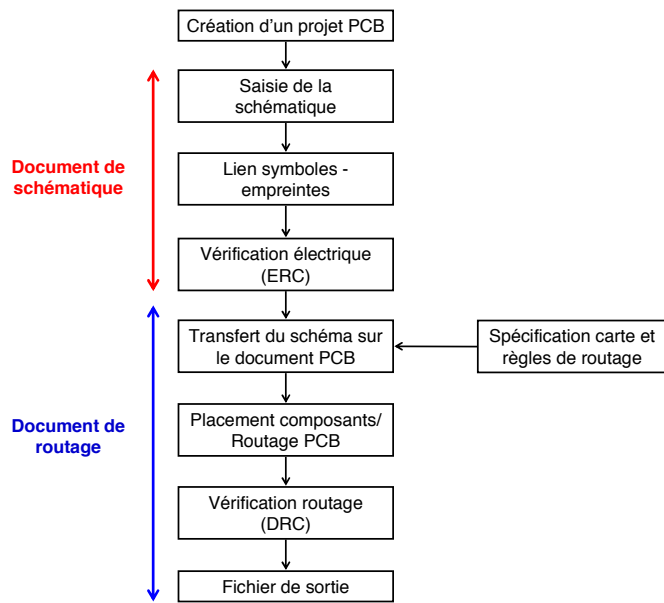 Création d'un projet PCB
Saisie de la
schématique
Document de
schématique
Lien symboles -
empreintes
Vérification électrique
(ERC)
Transfert du schéma sur
le document PCB
Spécification carte et
règles de routage
Document de
routage
Placement composants/
Routage PCB
Vérification routage
(DRC)
Fichier de sortie